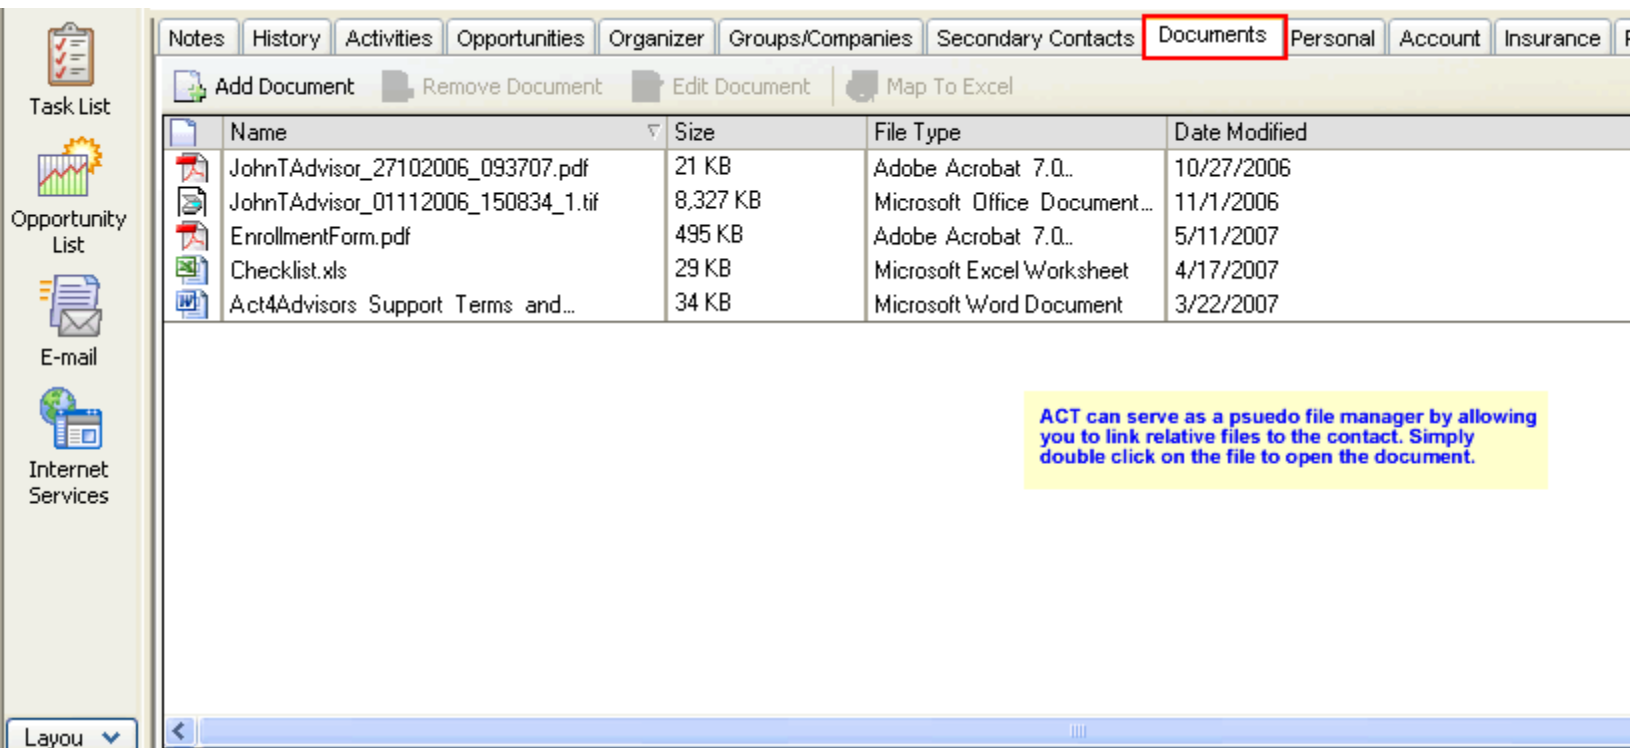 Task List
Opportunity
List
E-mail
Internet
Services
Layou
Notes History Activities Opportunities Organizer Groups/Companies Secondary Contacts Documents Personal Account Insurance
Add Document Remove Document Edit Document Map To Excel
Name Size File Type Date Modified
JohnTAdvisor_27102006_093707.pdf 21 KB Adobe Acrobat 7.0... 10/27/2006
JohnTAdvisor_01112006_150834_1.tif 8,327 KB Microsoft Office Document... 11/1/2006
EnrollmentForm.pdf 495 KB Adobe Acrobat 7.0... 5/11/2007
Checklist.xls 29 KB Microsoft Excel Worksheet 4/17/2007
Act4Advisors Support Terms and... 34 KB Microsoft Word Document 3/22/2007
ACT can serve as a psuedo file manager by allowing
you to link relative files to the contact. Simply
double click on the file to open the document.